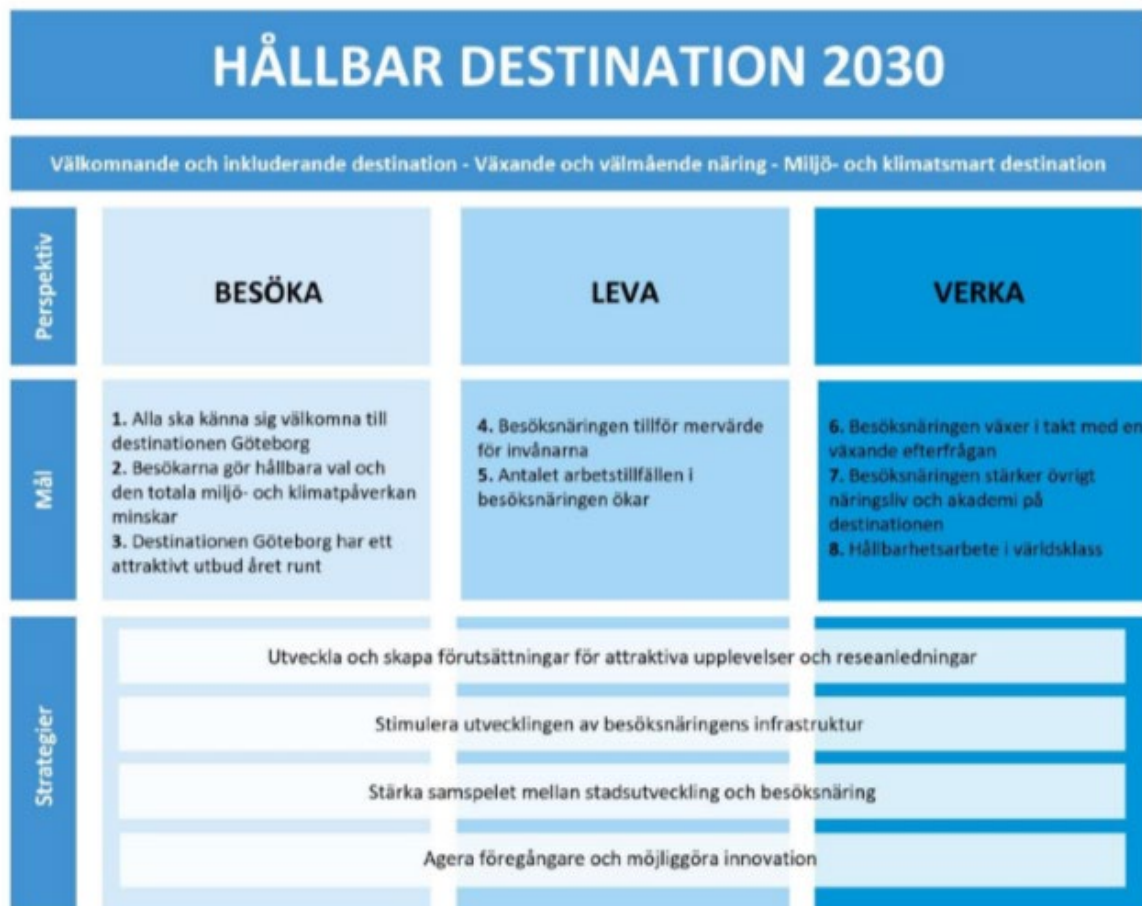 HÅLLBAR DESTINATION 2030
Välkomnande och inkluderande destination - Växande och välmående näring - Miljö- och klimatsmart destination
Perspektiv
BESÖKA
LEVA
VERKA
Mål
1. Alla ska känna sig välkomna till
destinationen Göteborg
2. Besökarna gör hållbara val och
den totala miljö- och klimatpåverkan
minskar
3. Destinationen Göteborg har ett
attraktivt utbud året runt
4. Besöksnäringen tillför mervärde
för invånarna
5. Antalet arbetstillfällen i
besöksnäringen ökar
6. Besöksnäringen växer i takt med en
växande efterfrågan
7. Besöksnäringen stärker övrigt
näringsliv och akademi på
destinationen
8. Hållbarhetsarbete i världsklass
Strategier
Utveckla och skapa förutsättningar för attraktiva upplevelser och reseanledningar
Stimulera utvecklingen av besöksnäringens infrastruktur
Stärka samspelet mellan stadsutveckling och besöksnäring
Agera föregångare och möjliggöra innovation